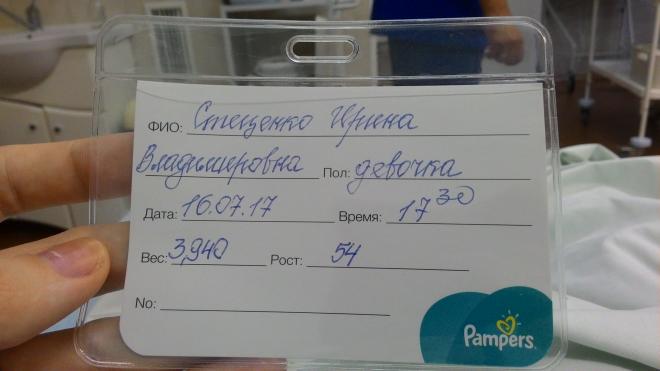 ФИО: Стеценко Ирина
Владимировна Пол: девочка
Дата: 16.07.17 Время: 17 30
Вес: 3,940 Рост: 54
No:
Pampers